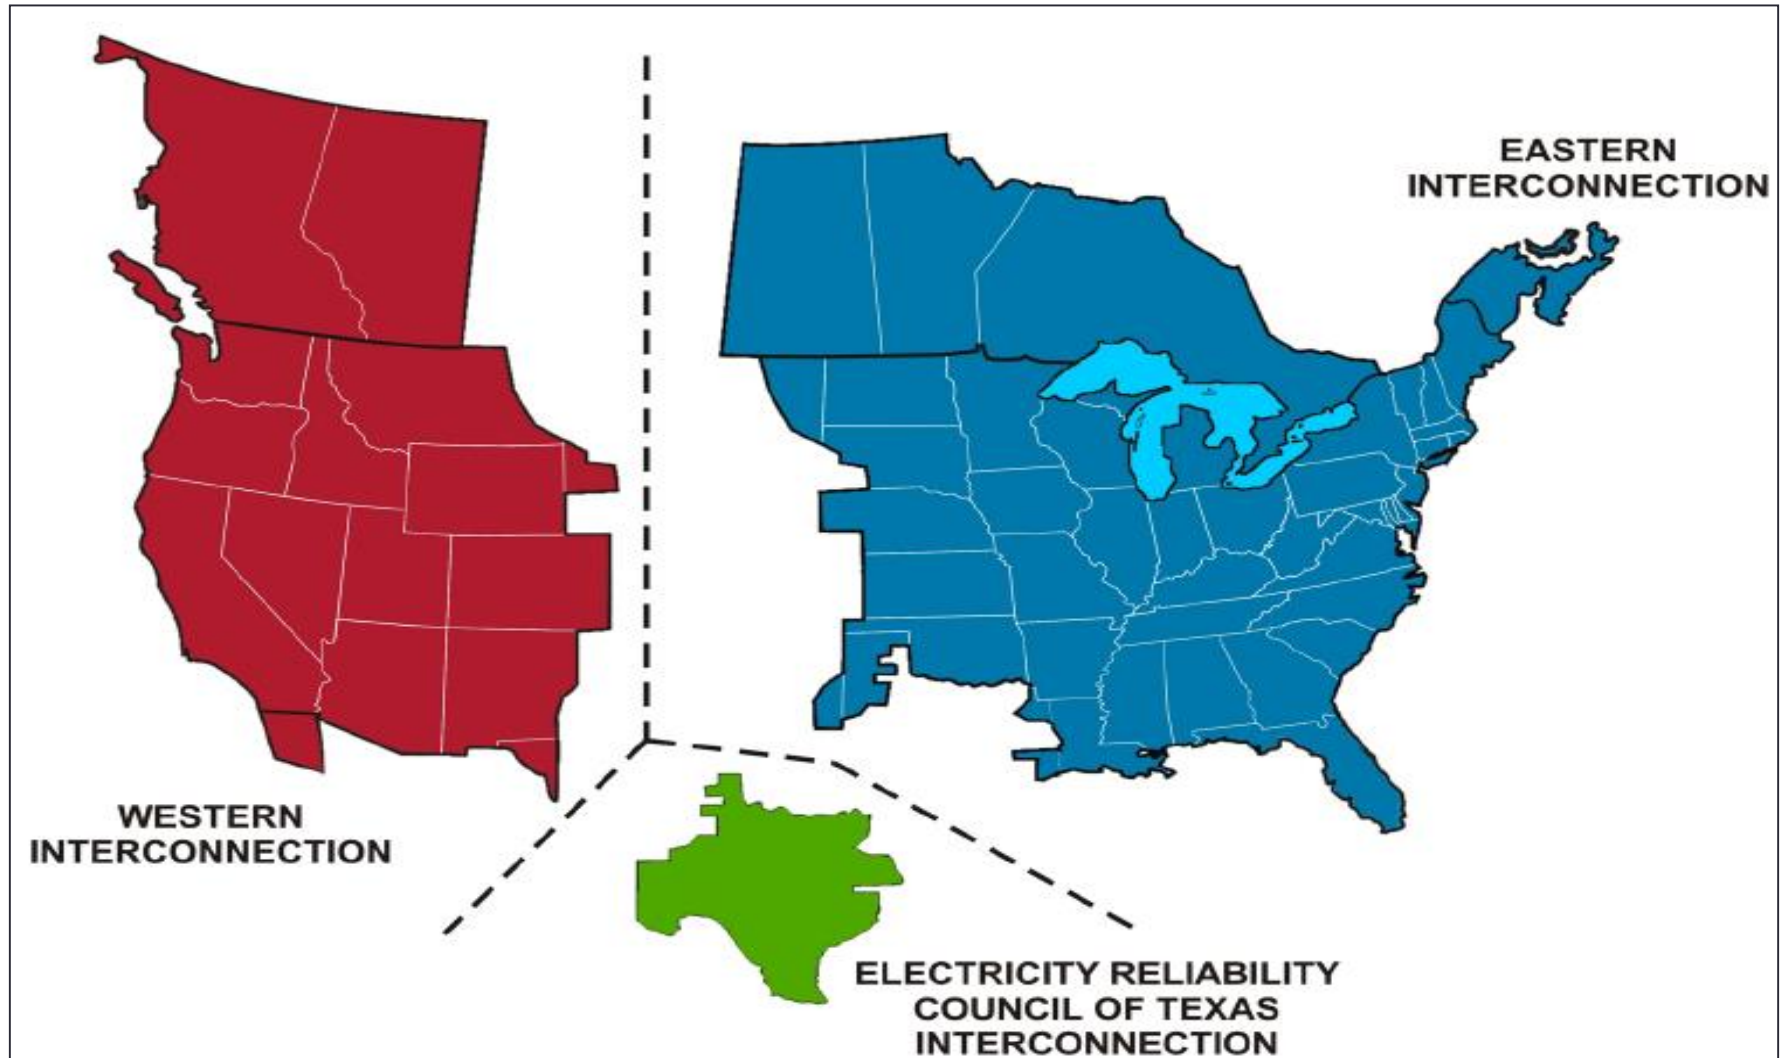 EASTERN
INTERCONNECTION
WESTERN
INTERCONNECTION
ELECTRICITY RELIABILITY
COUNCIL OF TEXAS
INTERCONNECTION